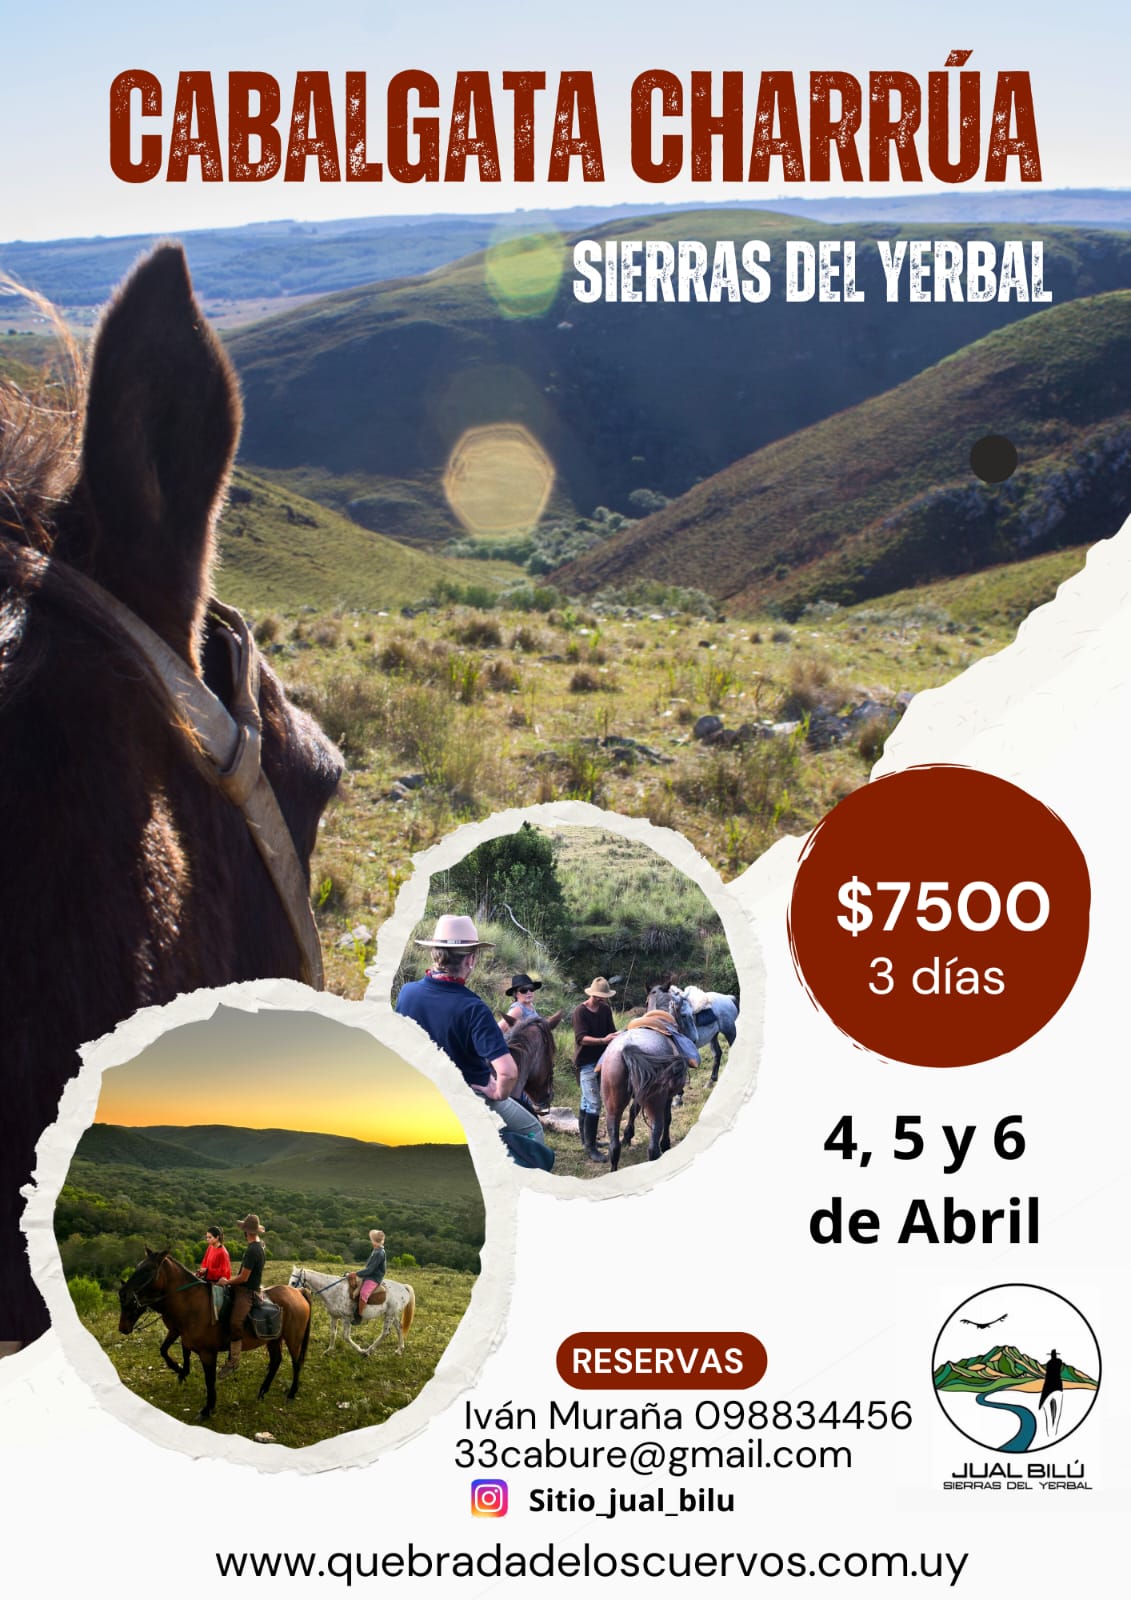 CABALGATA CHARRÚA
SIERRAS DEL YERBAL
$7500
3 días
4, 5 y 6
de Abril
RESERVAS
Iván Muraña 098834456
33cabure@gmail.com
Sitio_jual_bilu
JUAL BILÚ
SIERRAS DEL YERBAL
www.quebradadeloscuervos.com.uy